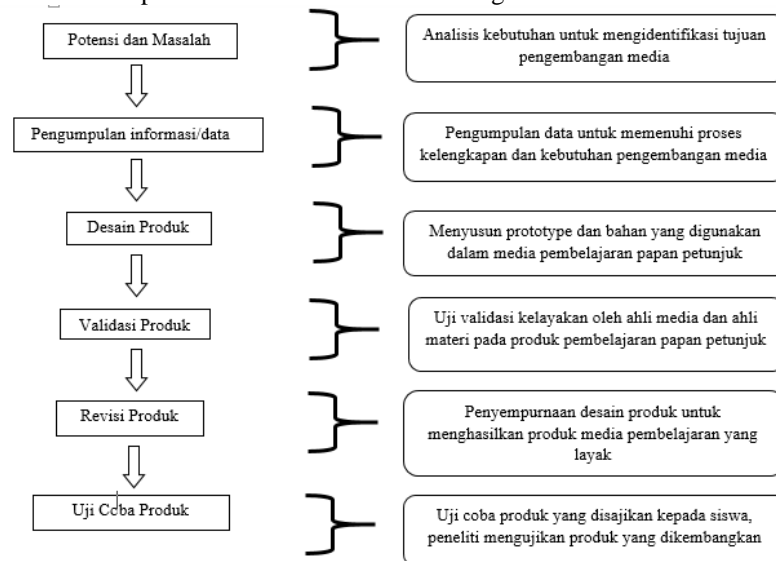 Potensi dan Masalah
Analisis kebutuhan untuk mengidentifikasi tujuan
pengembangan media
Pengumpulan informasi/data
Pengumpulan data untuk memenuhi proses
kelengkapan dan kebutuhan pengembangan media
Desain Produk
Menyusun prototype dan bahan yang digunakan
dalam media pembelajaran papan petunjuk
Validasi Produk
Uji validasi kelayakan oleh ahli media dan ahli
materi pada produk pembelajaran papan petunjuk
Revisi Produk
Penyempurnaan desain produk untuk
menghasilkan produk media pembelajaran yang
layak
Uji Coba Produk
Uji coba produk yang disajikan kepada siswa,
peneliti mengujikan produk yang dikembangkan